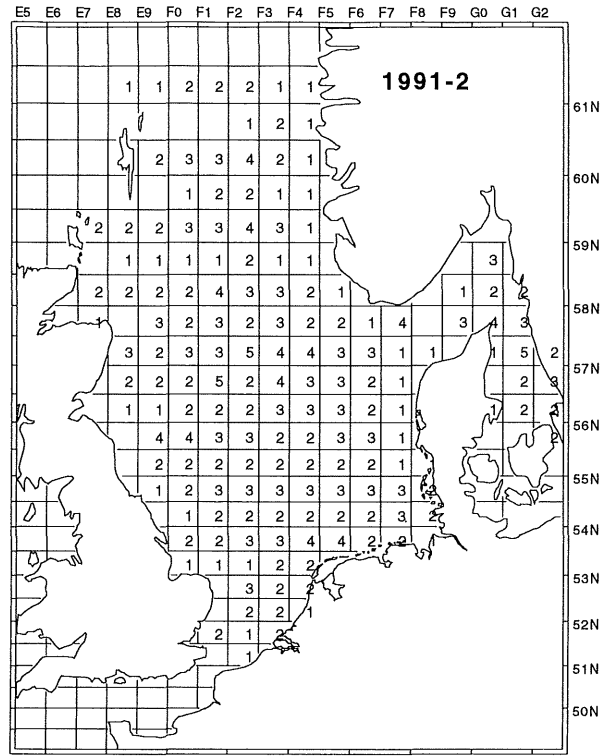 E5 E6 E7 E8 E9 F0 F1 F2 F3 F4 F5 F6 F7 F8 F9 G0 G1 G2
1991-2
1 1 2 2 2 1 1
61N
1 2 1
2 3 3 4 2 1
60N
1 2 2 1 1
2 2 2 3 3 4 3 1
59N
1 1 1 1 2 1 1 3
2 2 2 2 4 3 3 2 1 1 2 2
58N
1 3 2 3 2 3 2 2 1 4 3 4 3
3 2 3 3 5 4 4 3 3 1 1 1 5 2
57N
2 2 2 5 2 4 3 3 2 1 2 3
1 1 2 2 2 3 3 3 2 1 1 2 2
56N
4 4 3 3 2 2 3 3 1 2
2 2 2 2 2 2 2 2 1
55N
1 2 3 3 3 3 3 3 3 2
1 2 2 2 2 2 2 3 2
54N
2 2 3 3 4 4 2 2
1 1 1 2 2
53N
3 2 2
2 2 1
52N
2 1 2
1
51N
50N